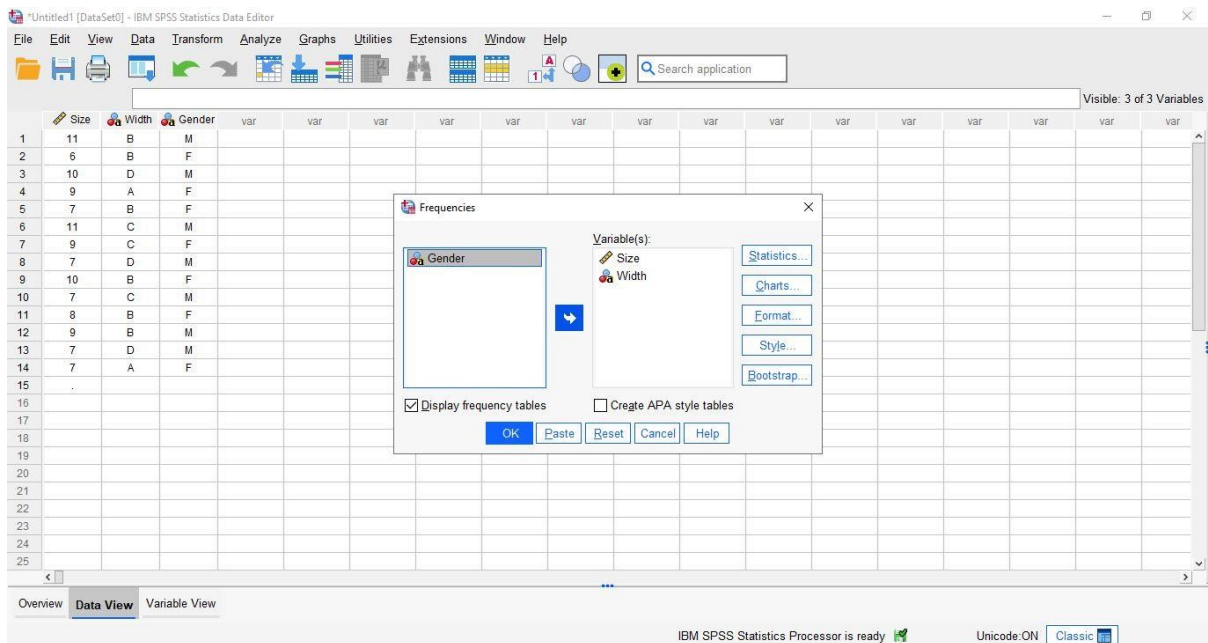 *Untitled1 [DataSet0] - IBM SPSS Statistics Data Editor
File Edit View Data Transform Analyze Graphs Utilities Extensions Window Help
Search application
Visible: 3 of 3 Variables
Size Width Gender var var var var var var var var var var var var var var var
1 11 B M
2 6 B F
3 10 D M
4 9 A F
5 7 B F
6 11 C M
7 9 C F
8 7 D M
9 10 B F
10 7 C M
11 8 B F
12 9 B M
13 7 D M
14 7 A F
15 .
16
17
18
19
20
21
22
23
24
25
Frequencies
Variable(s):
Gender
Size
Width
Statistics...
Charts...
Format...
Style...
Bootstrap...
Display frequency tables Create APA style tables
OK Paste Reset Cancel Help
Overview Data View Variable View
IBM SPSS Statistics Processor is ready Unicode:ON Classic